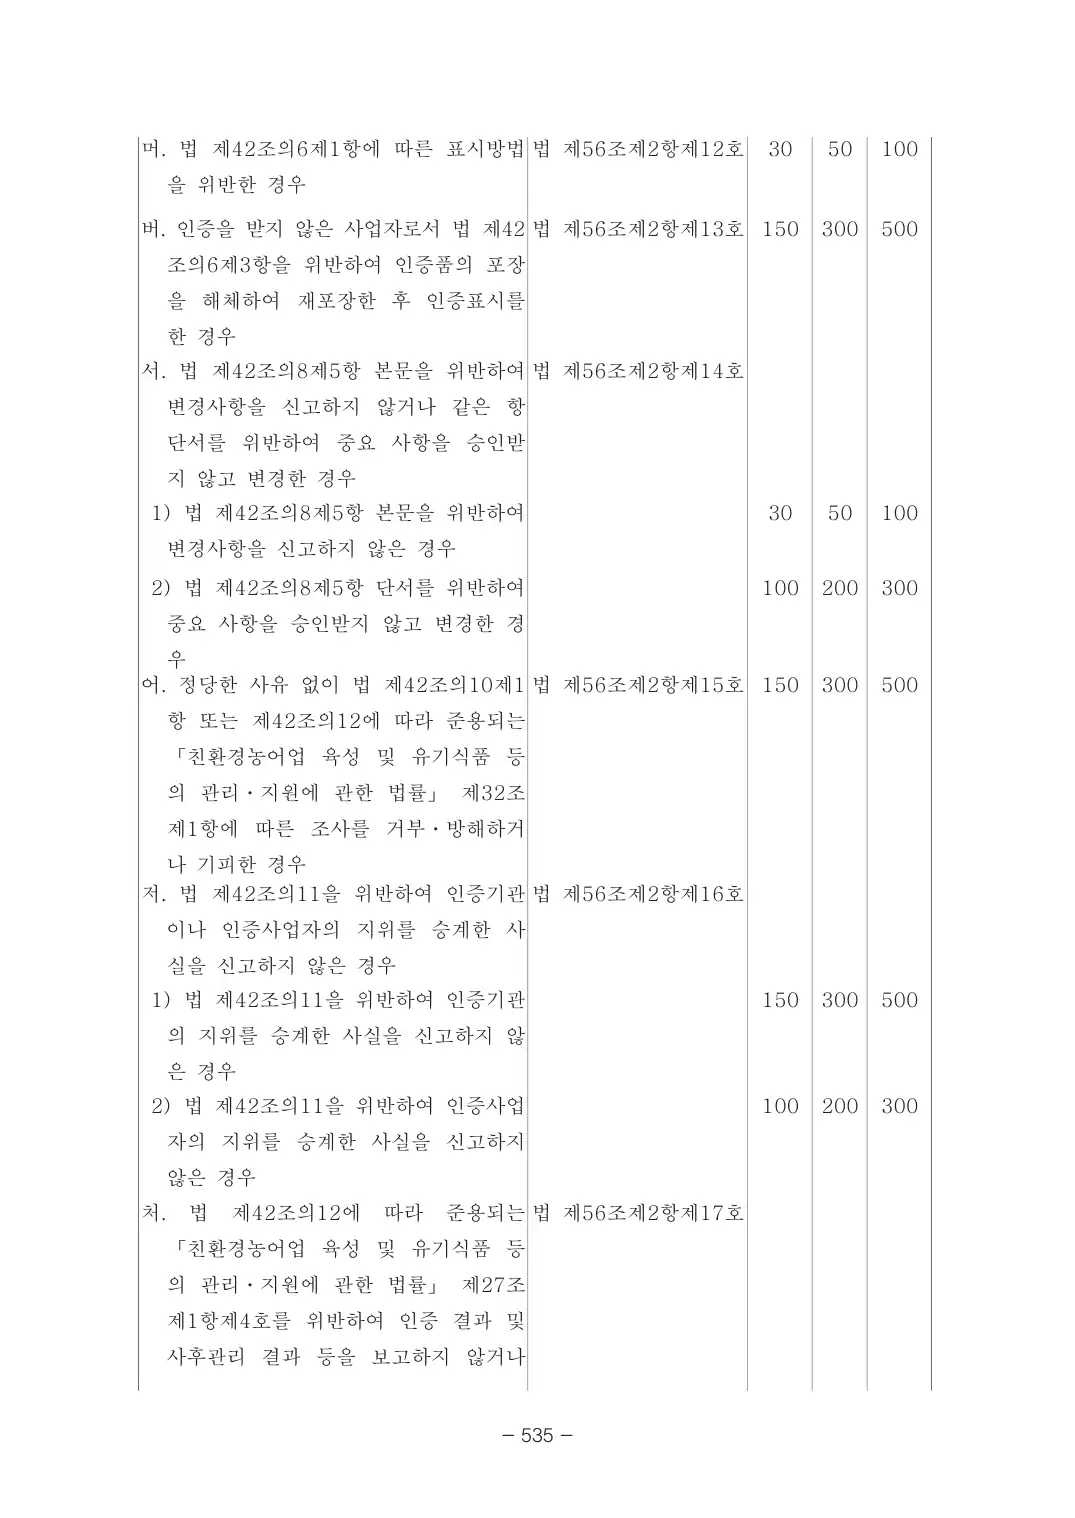 머. 법 제42조의6제1항에 따른 표시방법 법 제56조제2항제12호 30 50 100
을 위반한 경우
버. 인증을 받지 않은 사업자로서 법 제42 법 제56조제2항제13호 150 300 500
조의6제3항을 위반하여 인증품의 포장
을 해체하여 재포장한 후 인증표시를
한 경우
서. 법 제42조의8제5항 본문을 위반하여 법 제56조제2항제14호
변경사항을 신고하지 않거나 같은 항
단서를 위반하여 중요 사항을 승인받
지 않고 변경한 경우
1) 법 제42조의8제5항 본문을 위반하여 30 50 100
변경사항을 신고하지 않은 경우
2) 법 제42조의8제5항 단서를 위반하여 100 200 300
중요 사항을 승인받지 않고 변경한 경
우
어. 정당한 사유 없이 법 제42조의10제1 법 제56조제2항제15호 150 300 500
항 또는 제42조의12에 따라 준용되는
「친환경농어업 육성 및 유기식품 등
의 관리·지원에 관한 법률」 제32조
제1항에 따른 조사를 거부·방해하거
나 기피한 경우
저. 법 제42조의11을 위반하여 인증기관 법 제56조제2항제16호
이나 인증사업자의 지위를 승계한 사
실을 신고하지 않은 경우
1) 법 제42조의11을 위반하여 인증기관 150 300 500
의 지위를 승계한 사실을 신고하지 않
은 경우
2) 법 제42조의11을 위반하여 인증사업 100 200 300
자의 지위를 승계한 사실을 신고하지
않은 경우
처. 법 제42조의12에 따라 준용되는 법 제56조제2항제17호
「친환경농어업 육성 및 유기식품 등
의 관리·지원에 관한 법률」 제27조
제1항제4호를 위반하여 인증 결과 및
사후관리 결과 등을 보고하지 않거나
- 535 -